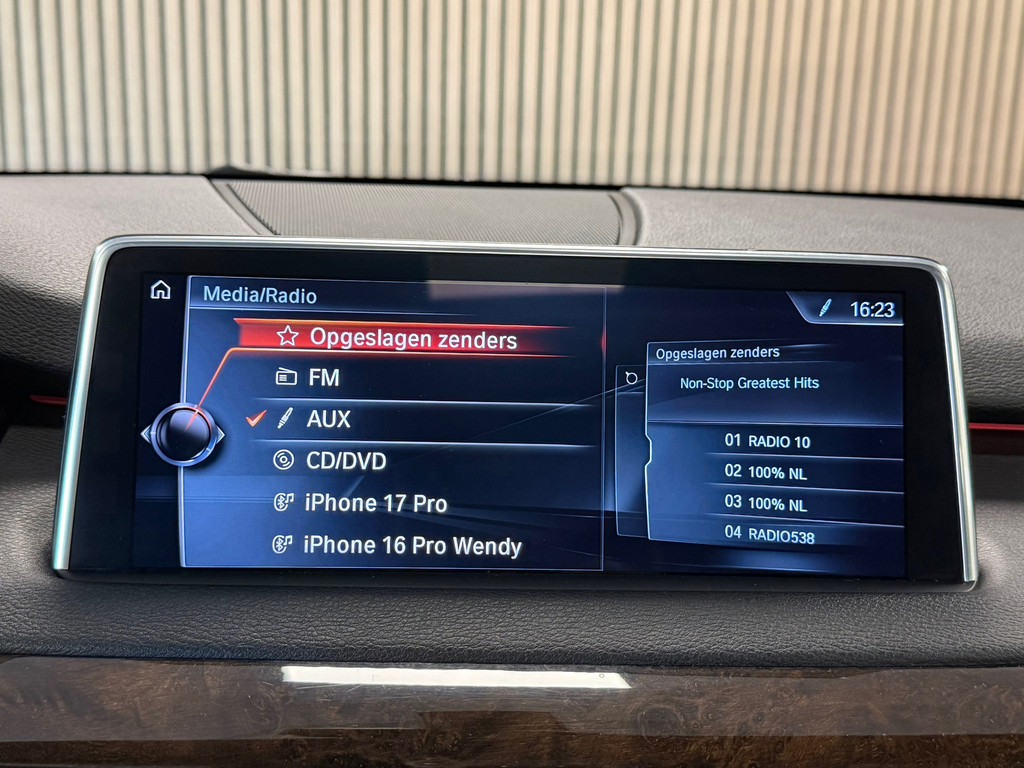 Media/Radio
16:23
Opgeslagen zenders
FM
AUX
CD/DVD
iPhone 17 Pro
iPhone 16 Pro Wendy
Opgeslagen zenders
Non-Stop Greatest Hits
01 RADIO 10
02 100% NL
03 100% NL
04 RADIO538